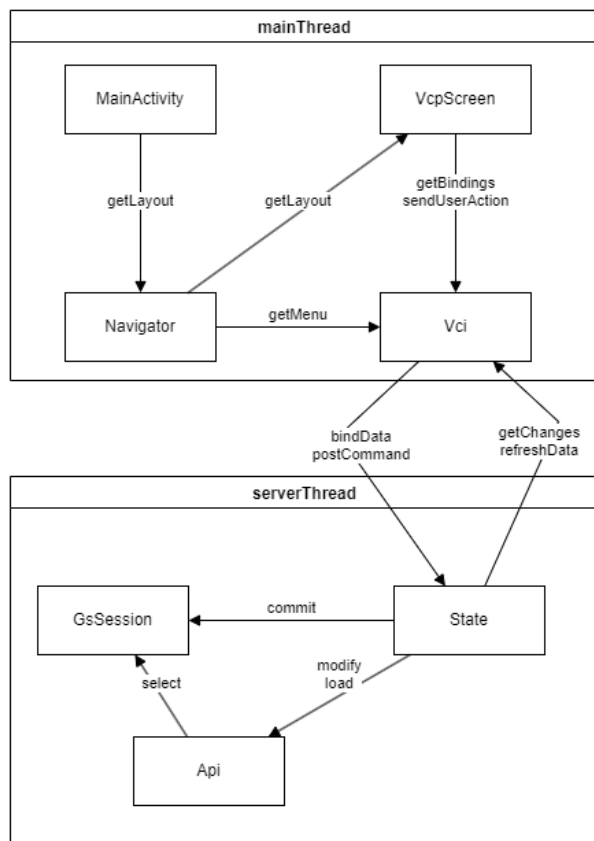 mainThread
MainActivity
VcpScreen
getLayout
getLayout
getBindings
sendUserAction
Navigator
getMenu
Vci
bindData
postCommand
getChanges
refreshData
serverThread
GsSession
commit
State
select
modify
load
Api